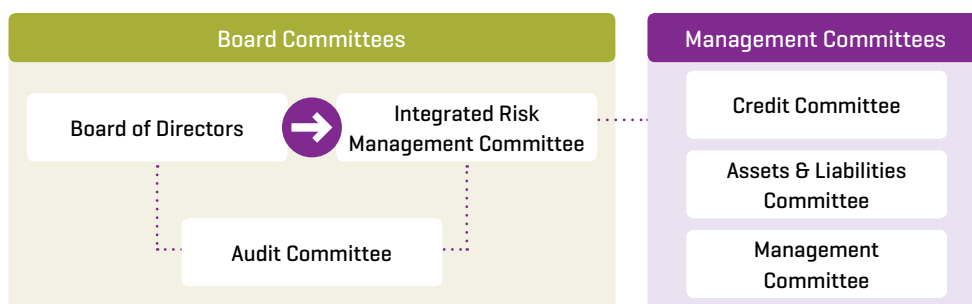 Board Committees
Board of Directors
Integrated Risk
Management Committee
Audit Committee
Management Committees
Credit Committee
Assets & Liabilities
Committee
Management
Committee